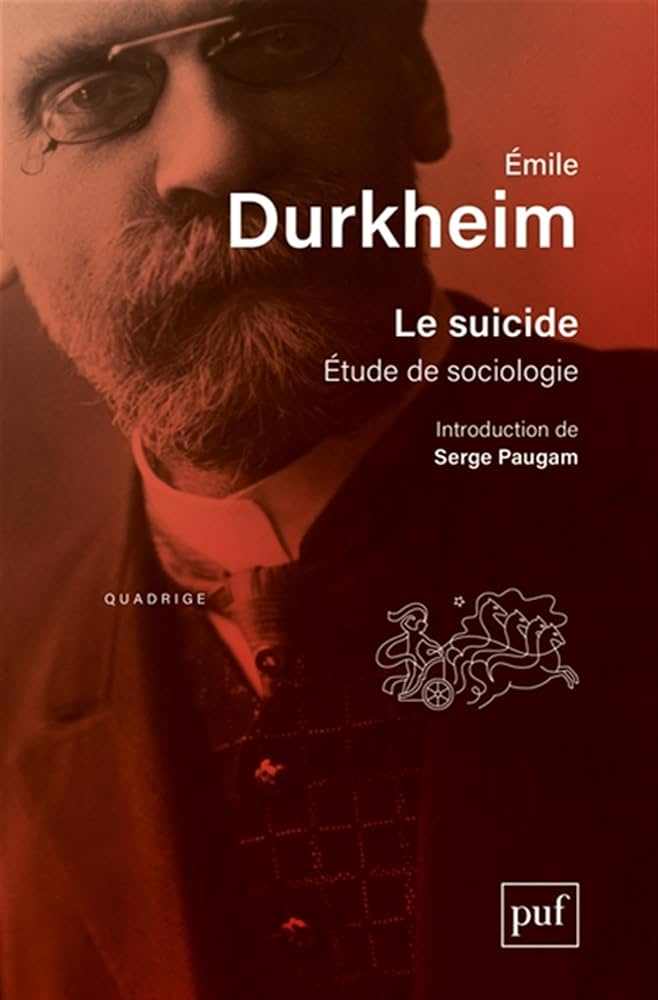 Émile
Durkheim
Le suicide
Étude de sociologie
Introduction de
Serge Paugam
QUADRIGE
puf